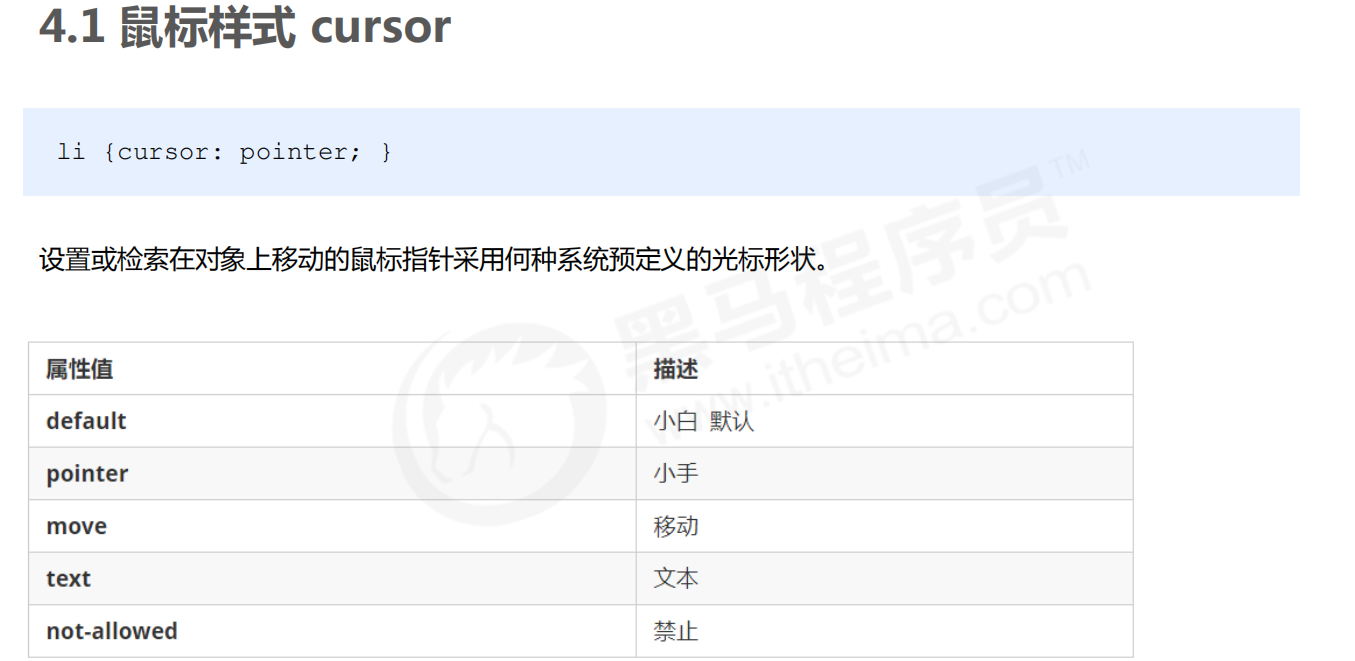 4.1 鼠标样式 cursor
li {cursor: pointer; }
设置或检索在对象上移动的鼠标指针采用何种系统预定义的光标形状。
属性值 描述
default 小白 默认
pointer 小手
move 移动
text 文本
not-allowed 禁止
黑马程序员™
www.itheima.com